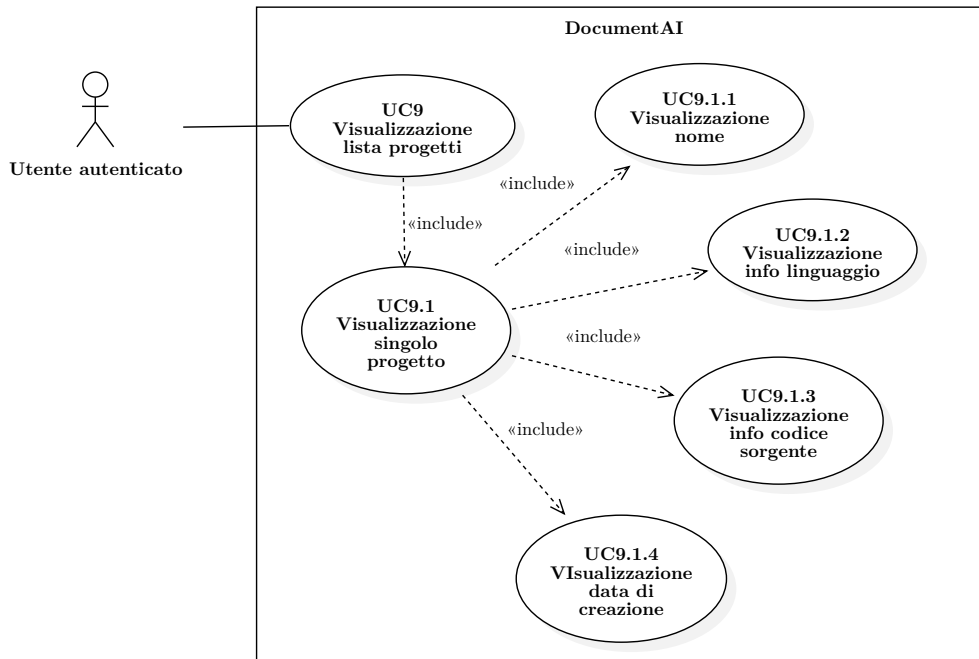 DocumentAI
Utente autenticato
UC9
Visualizzazione
lista progetti
UC9.1.1
Visualizzazione
nome
«include»
«include»
UC9.1.2
Visualizzazione
info linguaggio
«include»
UC9.1
Visualizzazione
singolo
progetto
«include»
UC9.1.3
Visualizzazione
info codice
sorgente
«include»
UC9.1.4
VIsualizzazione
data di
creazione